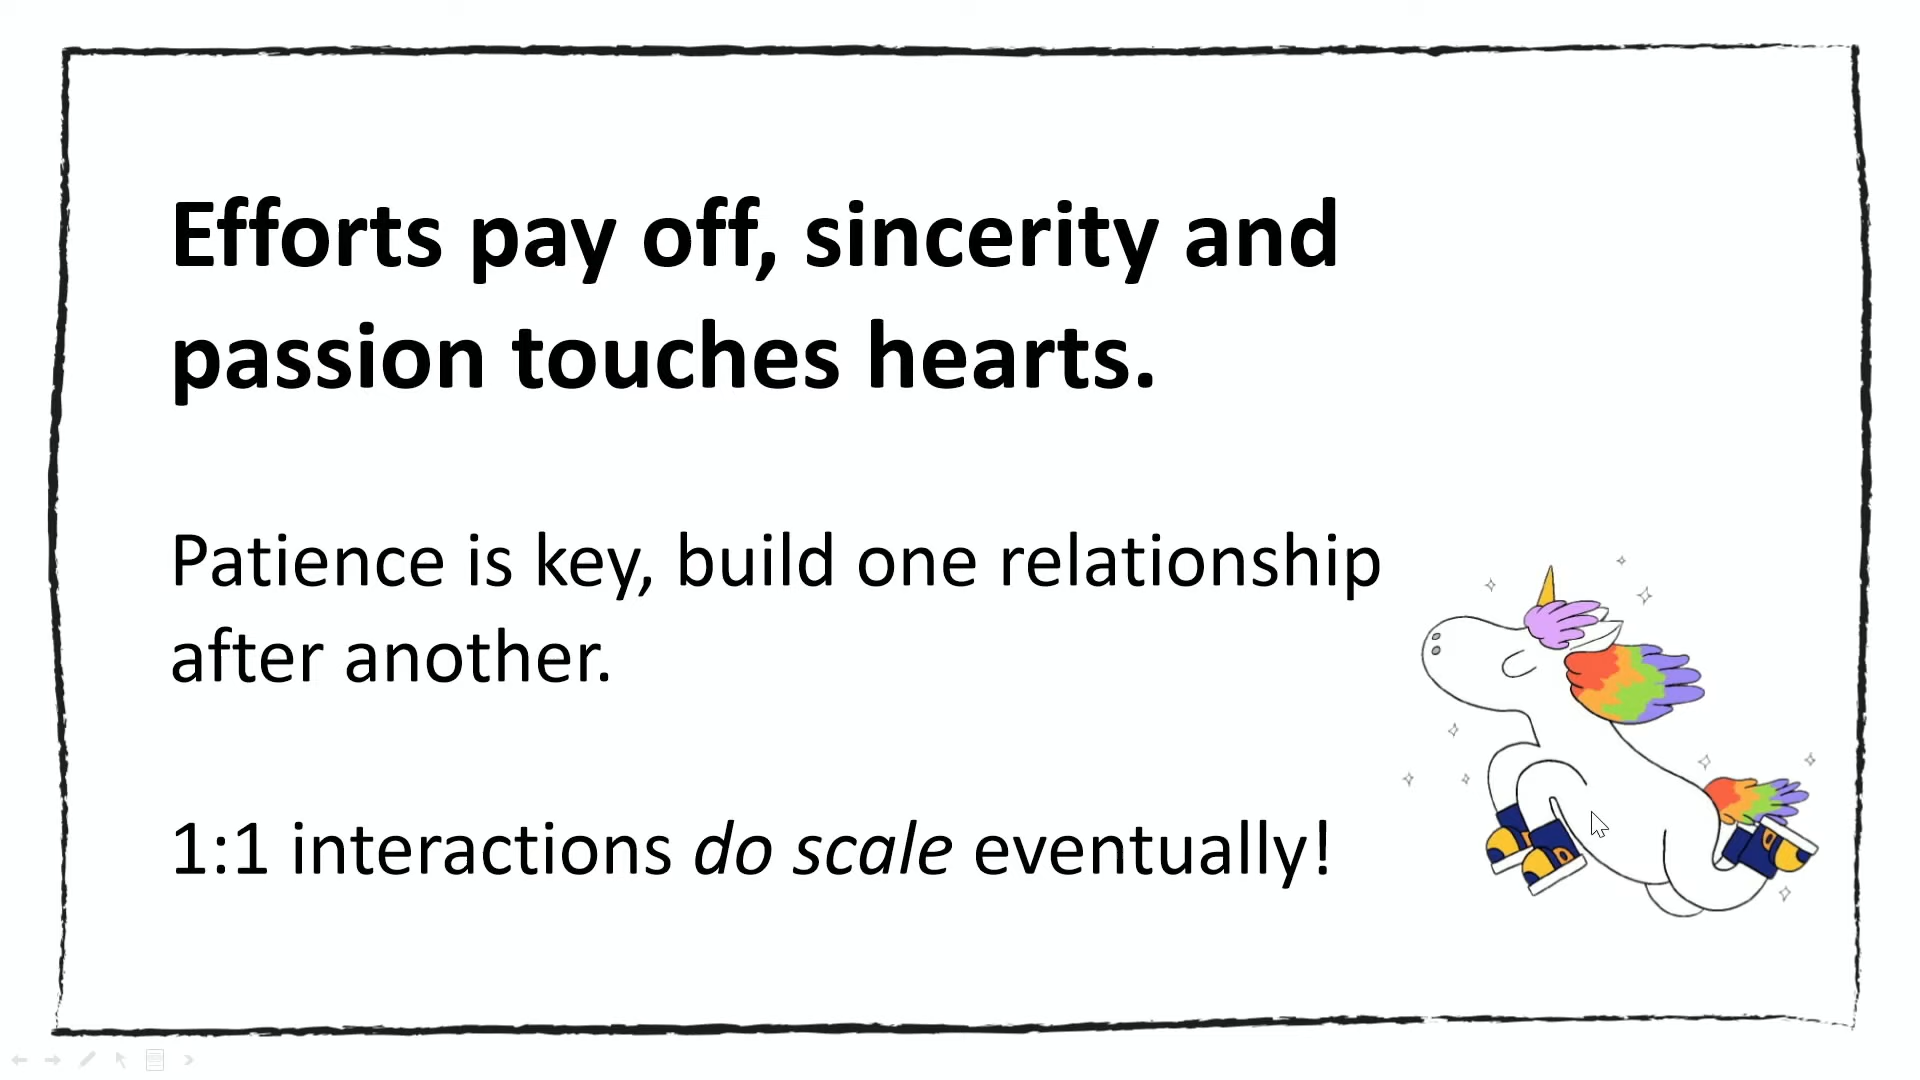 Efforts pay off, sincerity and
passion touches hearts.
Patience is key, build one relationship
after another.
1:1 interactions do scale eventually!